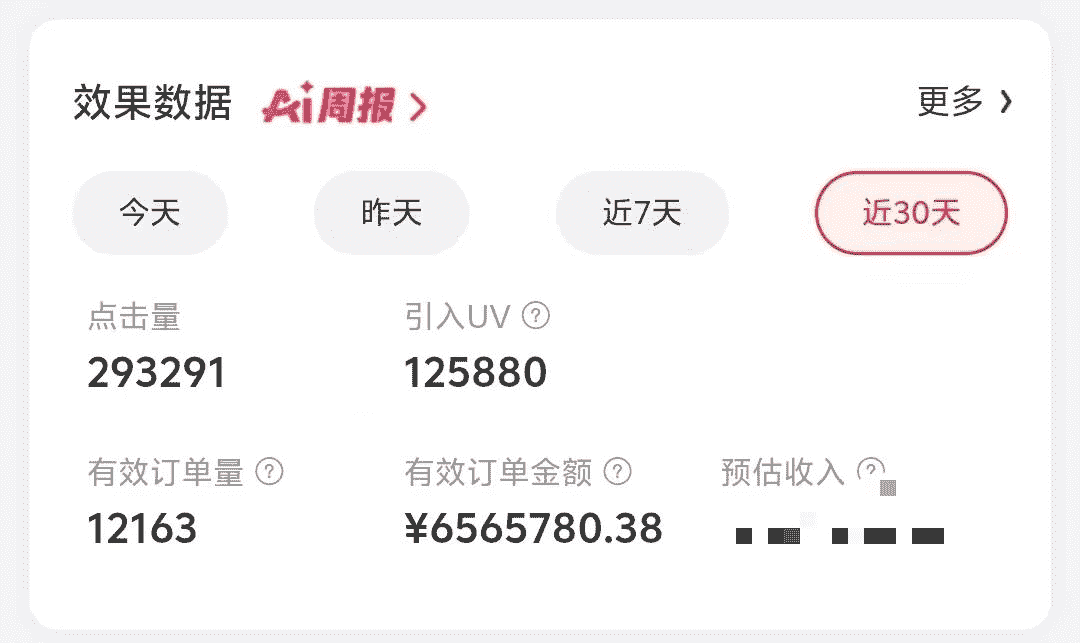 效果数据 Ai周报 > 更多 >
今天 昨天 近7天 近30天
点击量 引入UV ?
293291 125880
有效订单量 ? 有效订单金额 ? 预估收入 ?
12163 ¥6565780.38